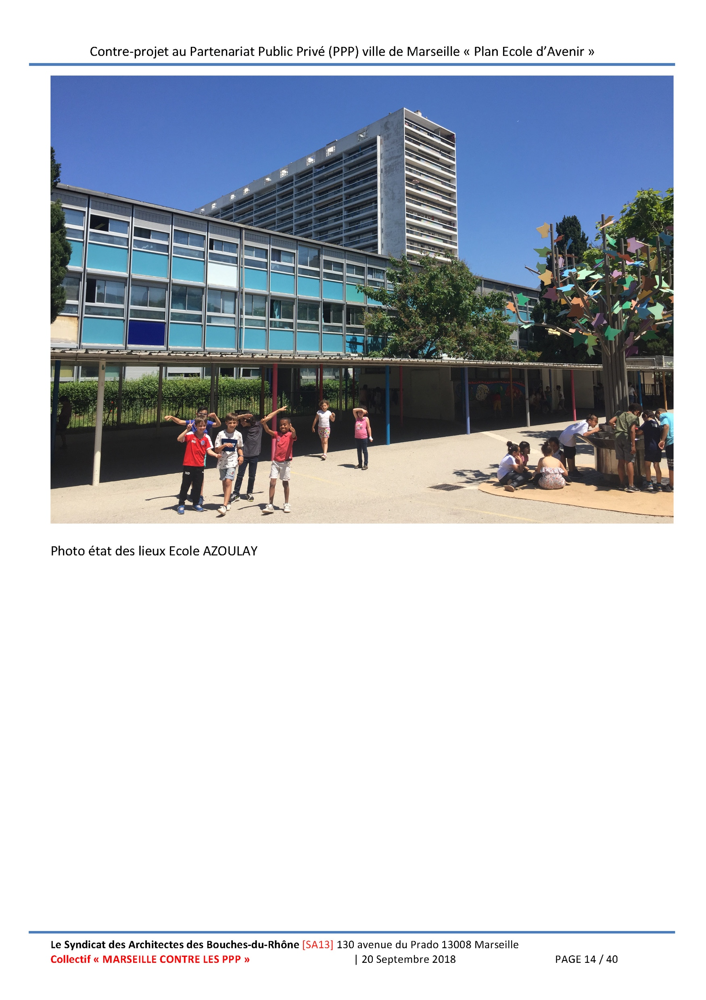 Contre-projet au Partenariat Public Privé (PPP) ville de Marseille « Plan Ecole d’Avenir »
HD
HD
Photo état des lieux Ecole AZOULAY
Le Syndicat des Architectes des Bouches-du-Rhône [SA13] 130 avenue du Prado 13008 Marseille
Collectif « MARSEILLE CONTRE LES PPP » | 20 Septembre 2018 PAGE 14 / 40